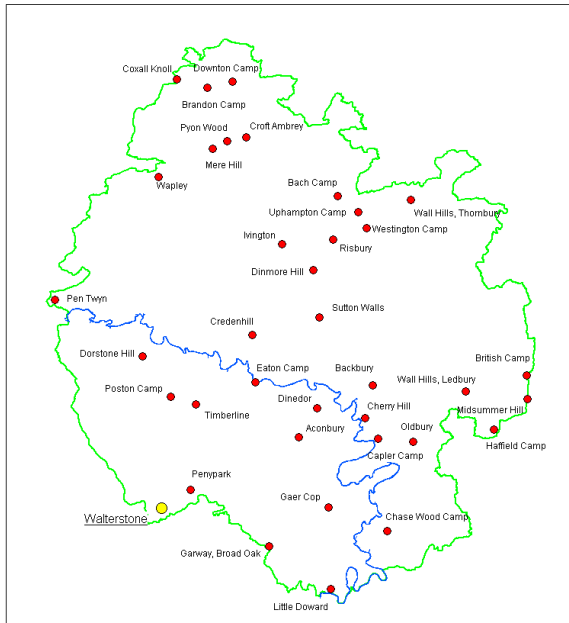 Coxall Knoll
Downton Camp
Brandon Camp
Pyon Wood
Croft Ambrey
Mere Hill
Wapley
Bach Camp
Wall Hills, Thornbury
Uphampton Camp
Westington Camp
Ivington
Risbury
Dinmore Hill
Pen Twyn
Sutton Walls
Credenhill
Dorstone Hill
British Camp
Eaton Camp
Backbury
Wall Hills, Ledbury
Poston Camp
Timberline
Dinedor
Cherry Hill
Midsummer Hill
Aconbury
Oldbury
Haffield Camp
Capler Camp
Penypark
Gaer Cop
Walterstone
Chase Wood Camp
Garway, Broad Oak
Little Doward